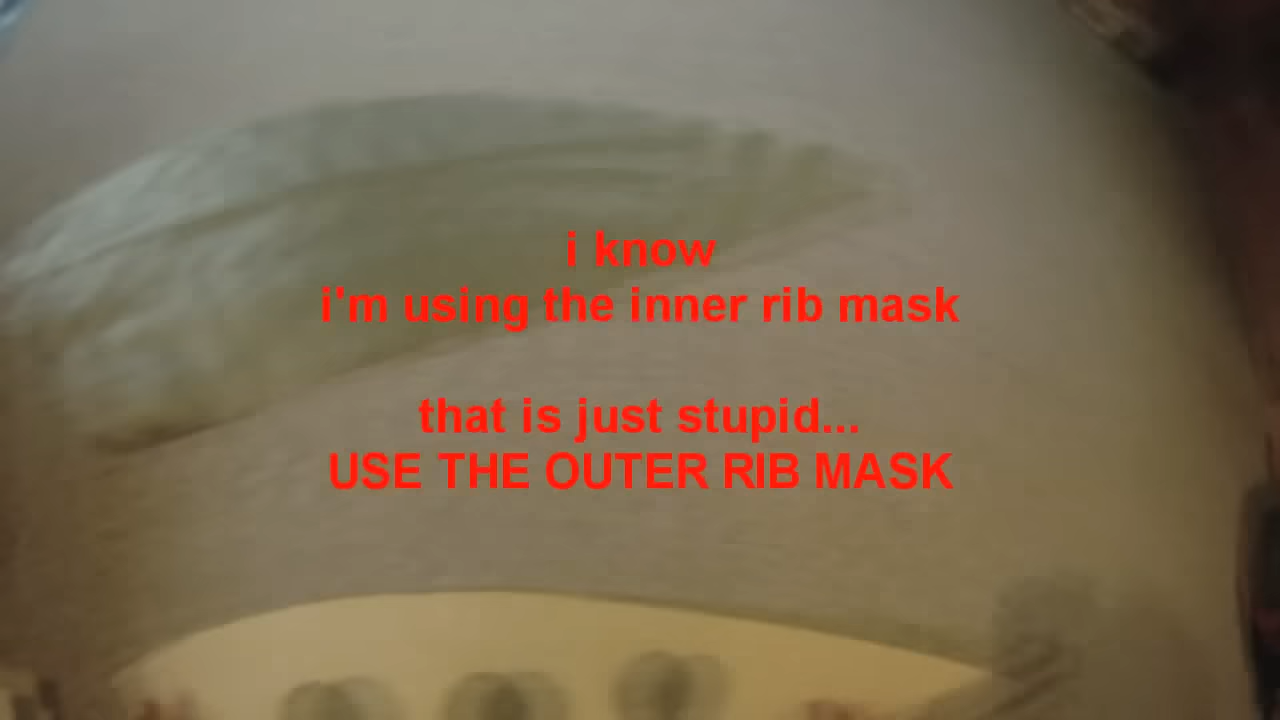 i know
i'm using the inner rib mask
that is just stupid...
USE THE OUTER RIB MASK